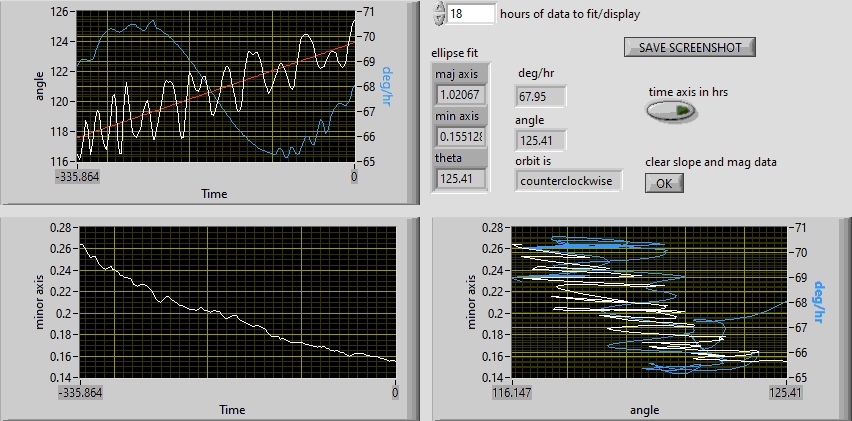 18 hours of data to fit/display
SAVE SCREENSHOT
126
124
122
120
118
116
angle
71
70
69
68
67
66
65
deg/hr
-335.864
0
Time
ellipse fit
maj axis
1.02067
min axis
0.155128
theta
125.41
deg/hr
67.95
angle
125.41
orbit is
counterclockwise
time axis in hrs
clear slope and mag data
OK
0.28
0.26
0.24
0.22
0.2
0.18
0.16
0.14
minor axis
-335.864
0
Time
0.28
0.26
0.24
0.22
0.2
0.18
0.16
0.14
minor axis
71
70
69
68
67
66
65
deg/hr
116.147
125.41
angle